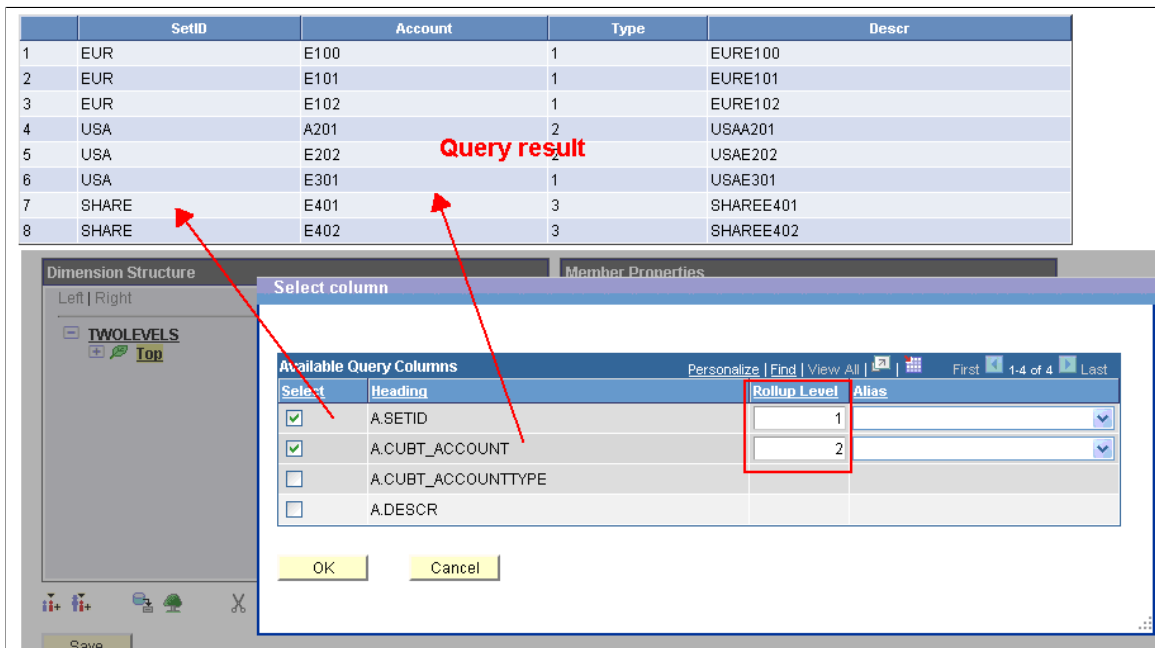 SetID Account Type Descr
1 EUR E100 1 EURE100
2 EUR E101 1 EURE101
3 EUR E102 1 EURE102
4 USA A201 2 USAA201
5 USA E202 2 USAE202
Query result
6 USA E301 1 USAE301
7 SHARE E401 3 SHAREE401
8 SHARE E402 3 SHAREE402
Dimension Structure Member Properties
Left | Right
TWOLEVELS
Top
Select column
Available Query Columns Personalize | Find | View All | | First 1-4 of 4 Last
Select Heading Rollup Level Alias
A.SETID 1
A.CUBT_ACCOUNT 2
A.CUBT_ACCOUNTTYPE
A.DESCR
OK Cancel
Save